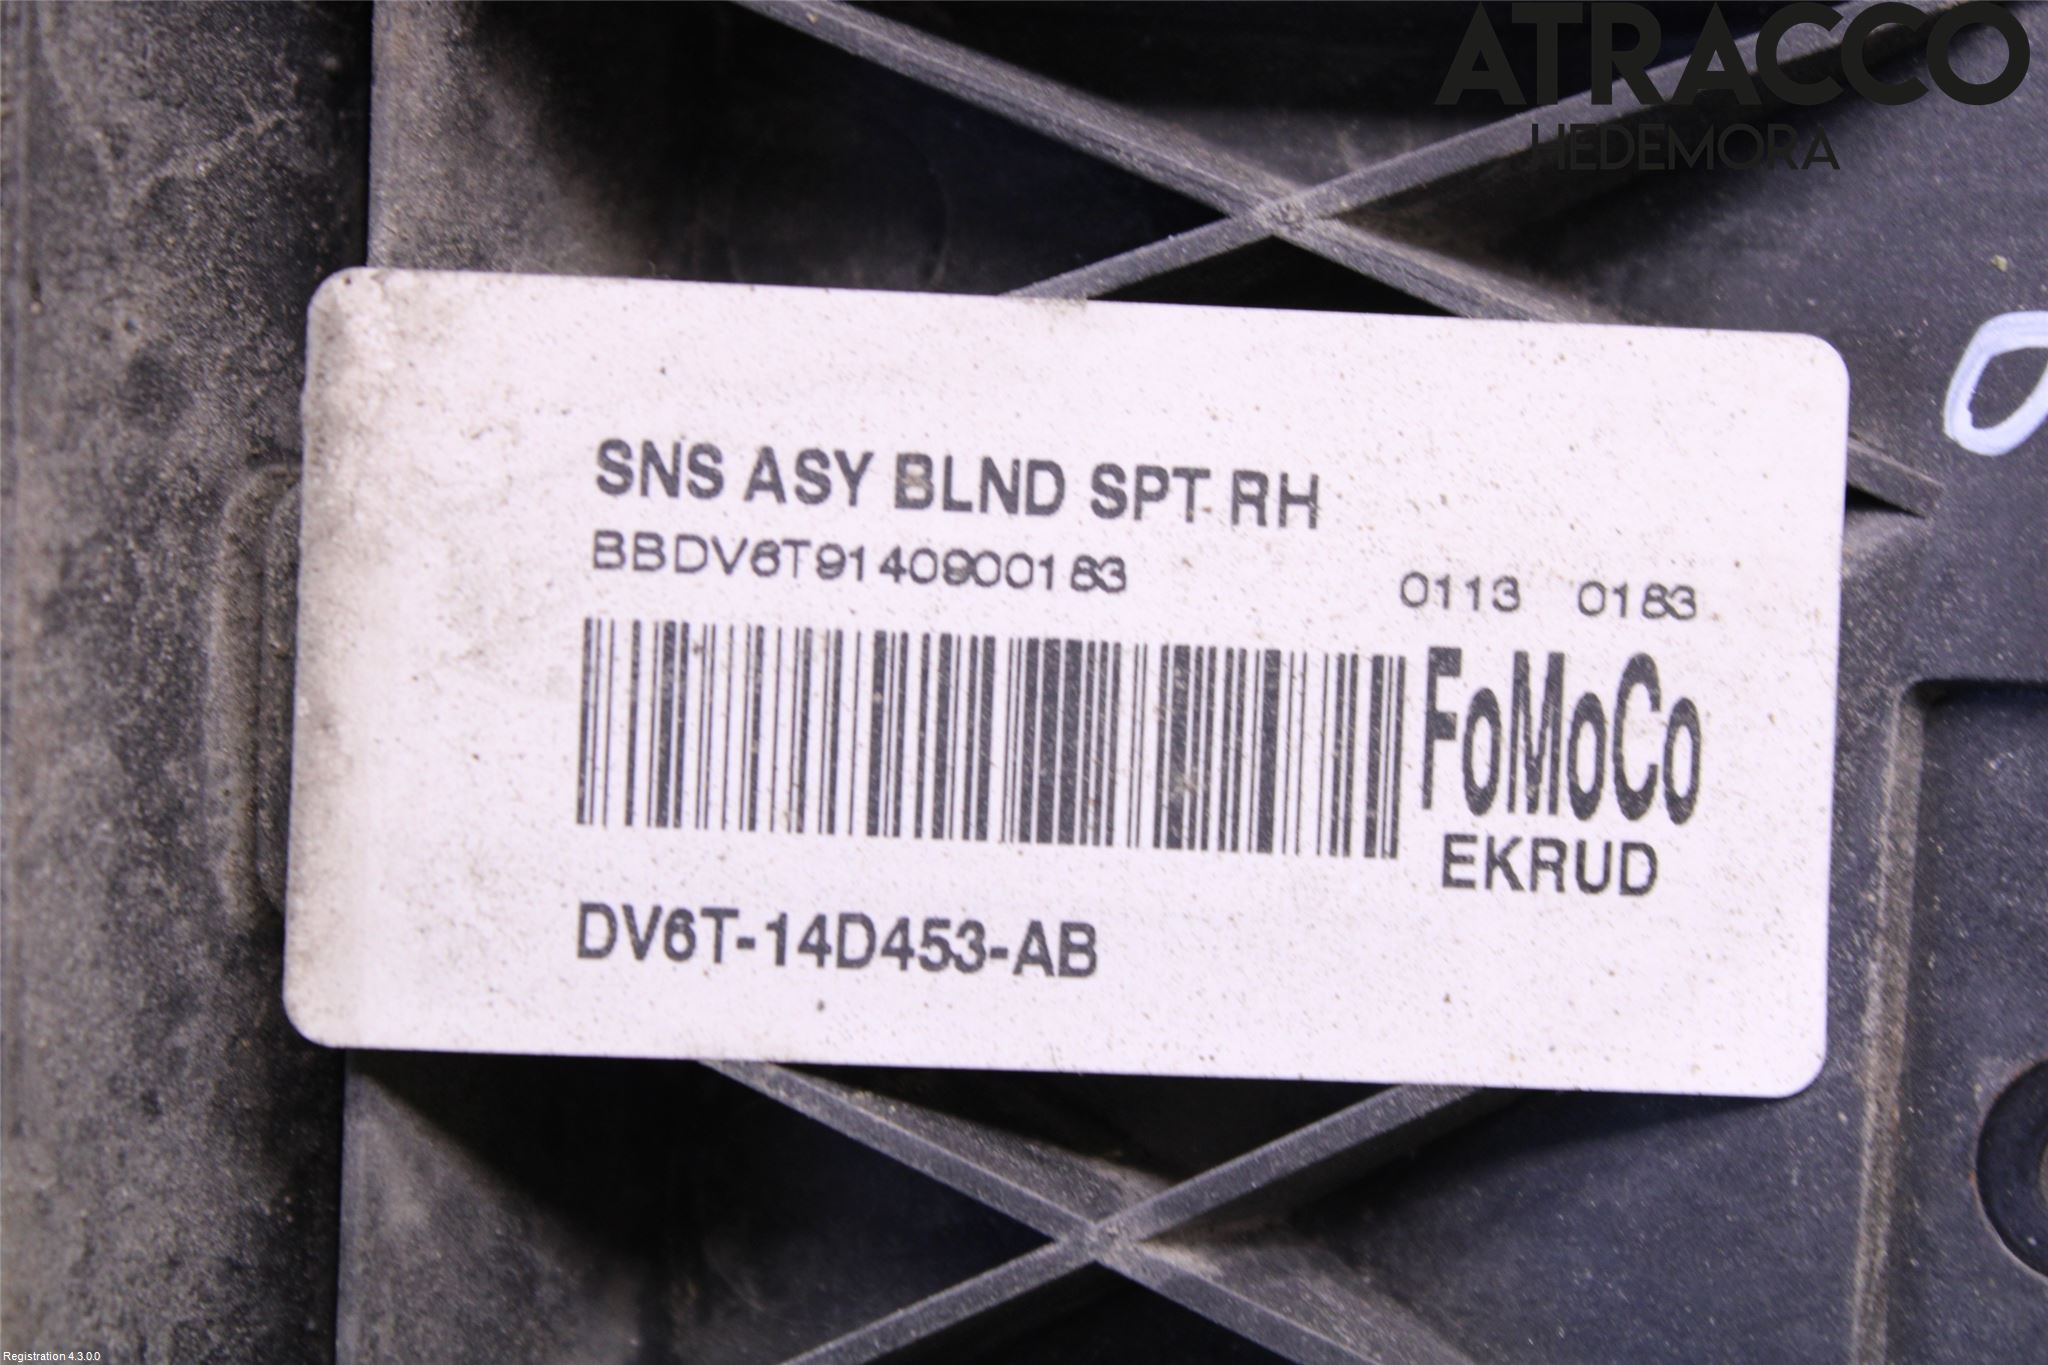 ATRACCO
HEDEMORA
SNS ASY BLND SPT RH
BBDV6T9140900183
0113 0183
FoMoCo
EKRUD
DV6T-14D453-AB
Registration 4.3.0.0